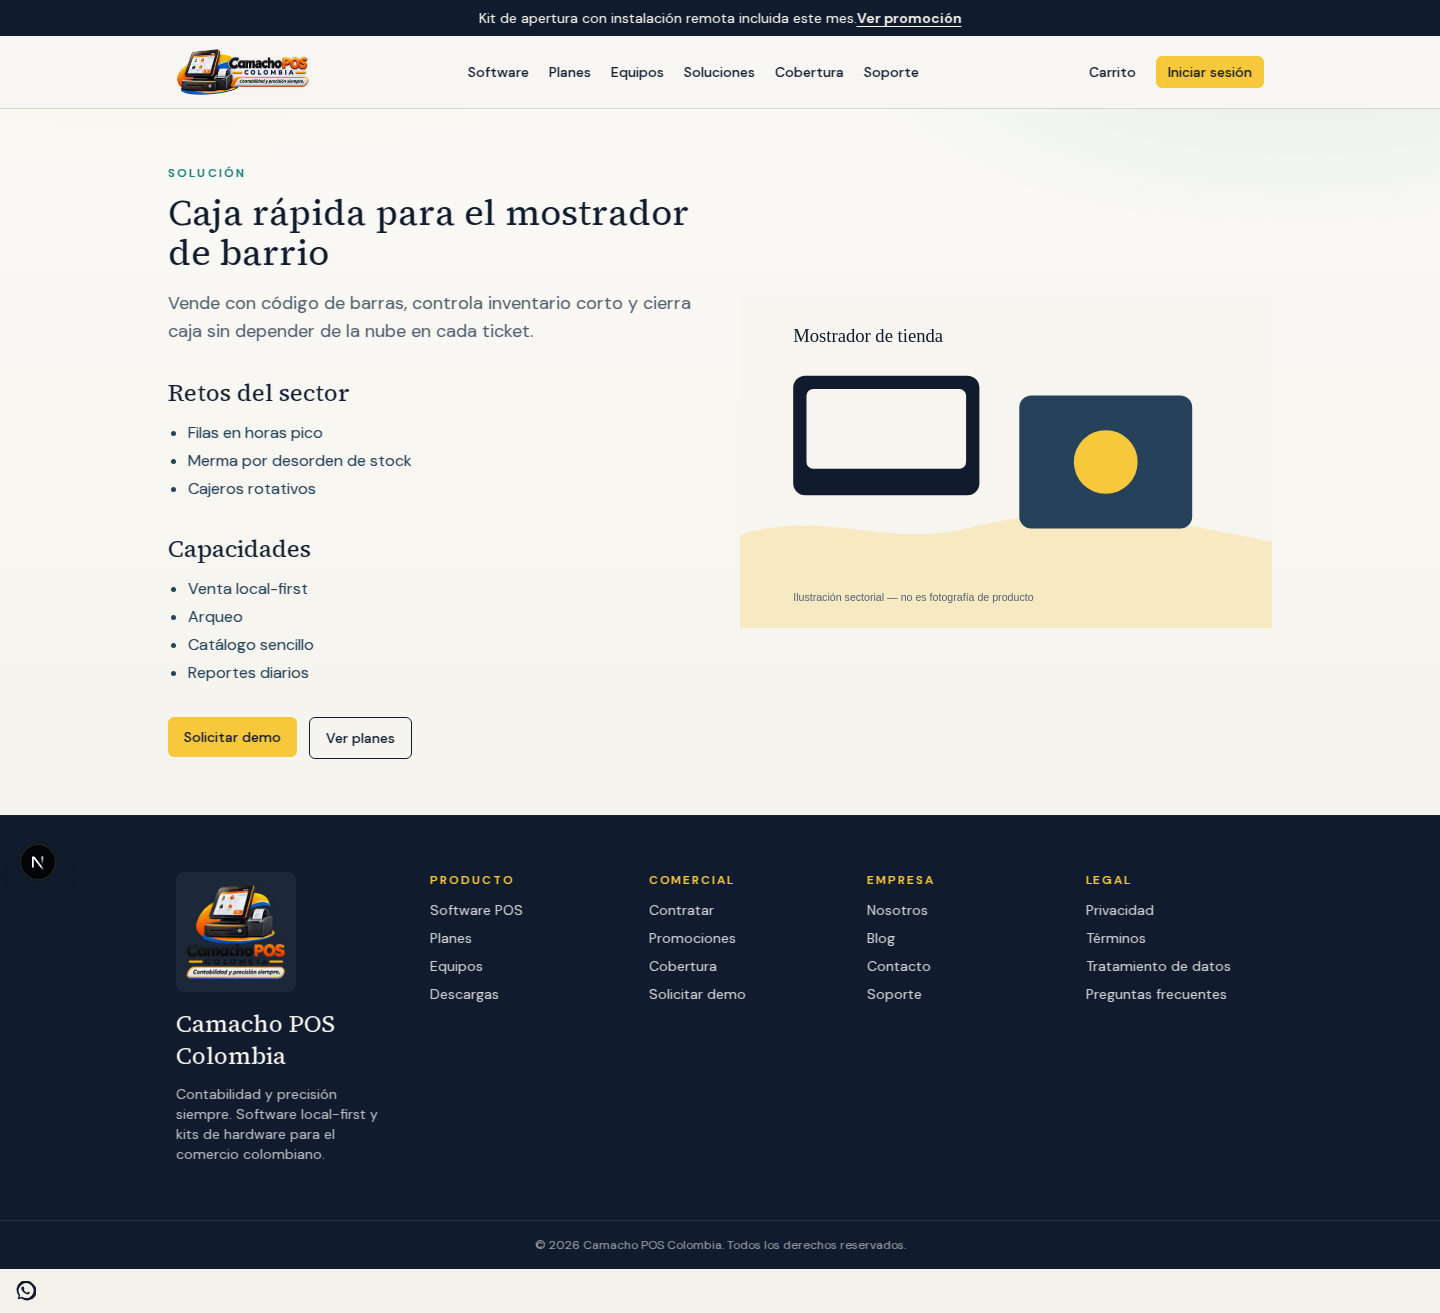 Kit de apertura con instalación remota incluida este mes.Ver promoción
CamachoPOS
COLOMBIA
Contabilidad y precisión siempre.
Software Planes Equipos Soluciones Cobertura Soporte
Carrito Iniciar sesión
SOLUCIÓN
Caja rápida para el mostrador
de barrio
Vende con código de barras, controla inventario corto y cierra
caja sin depender de la nube en cada ticket.
Retos del sector
Filas en horas pico
Merma por desorden de stock
Cajeros rotativos
Capacidades
Venta local-first
Arqueo
Catálogo sencillo
Reportes diarios
Solicitar demo Ver planes
Mostrador de tienda
Ilustración sectorial — no es fotografía de producto
CamachoPOS
COLOMBIA
Contabilidad y precisión siempre.
Camacho POS
Colombia
Contabilidad y precisión
siempre. Software local-first y
kits de hardware para el
comercio colombiano.
PRODUCTO
Software POS
Planes
Equipos
Descargas
COMERCIAL
Contratar
Promociones
Cobertura
Solicitar demo
EMPRESA
Nosotros
Blog
Contacto
Soporte
LEGAL
Privacidad
Términos
Tratamiento de datos
Preguntas frecuentes
© 2026 Camacho POS Colombia. Todos los derechos reservados.